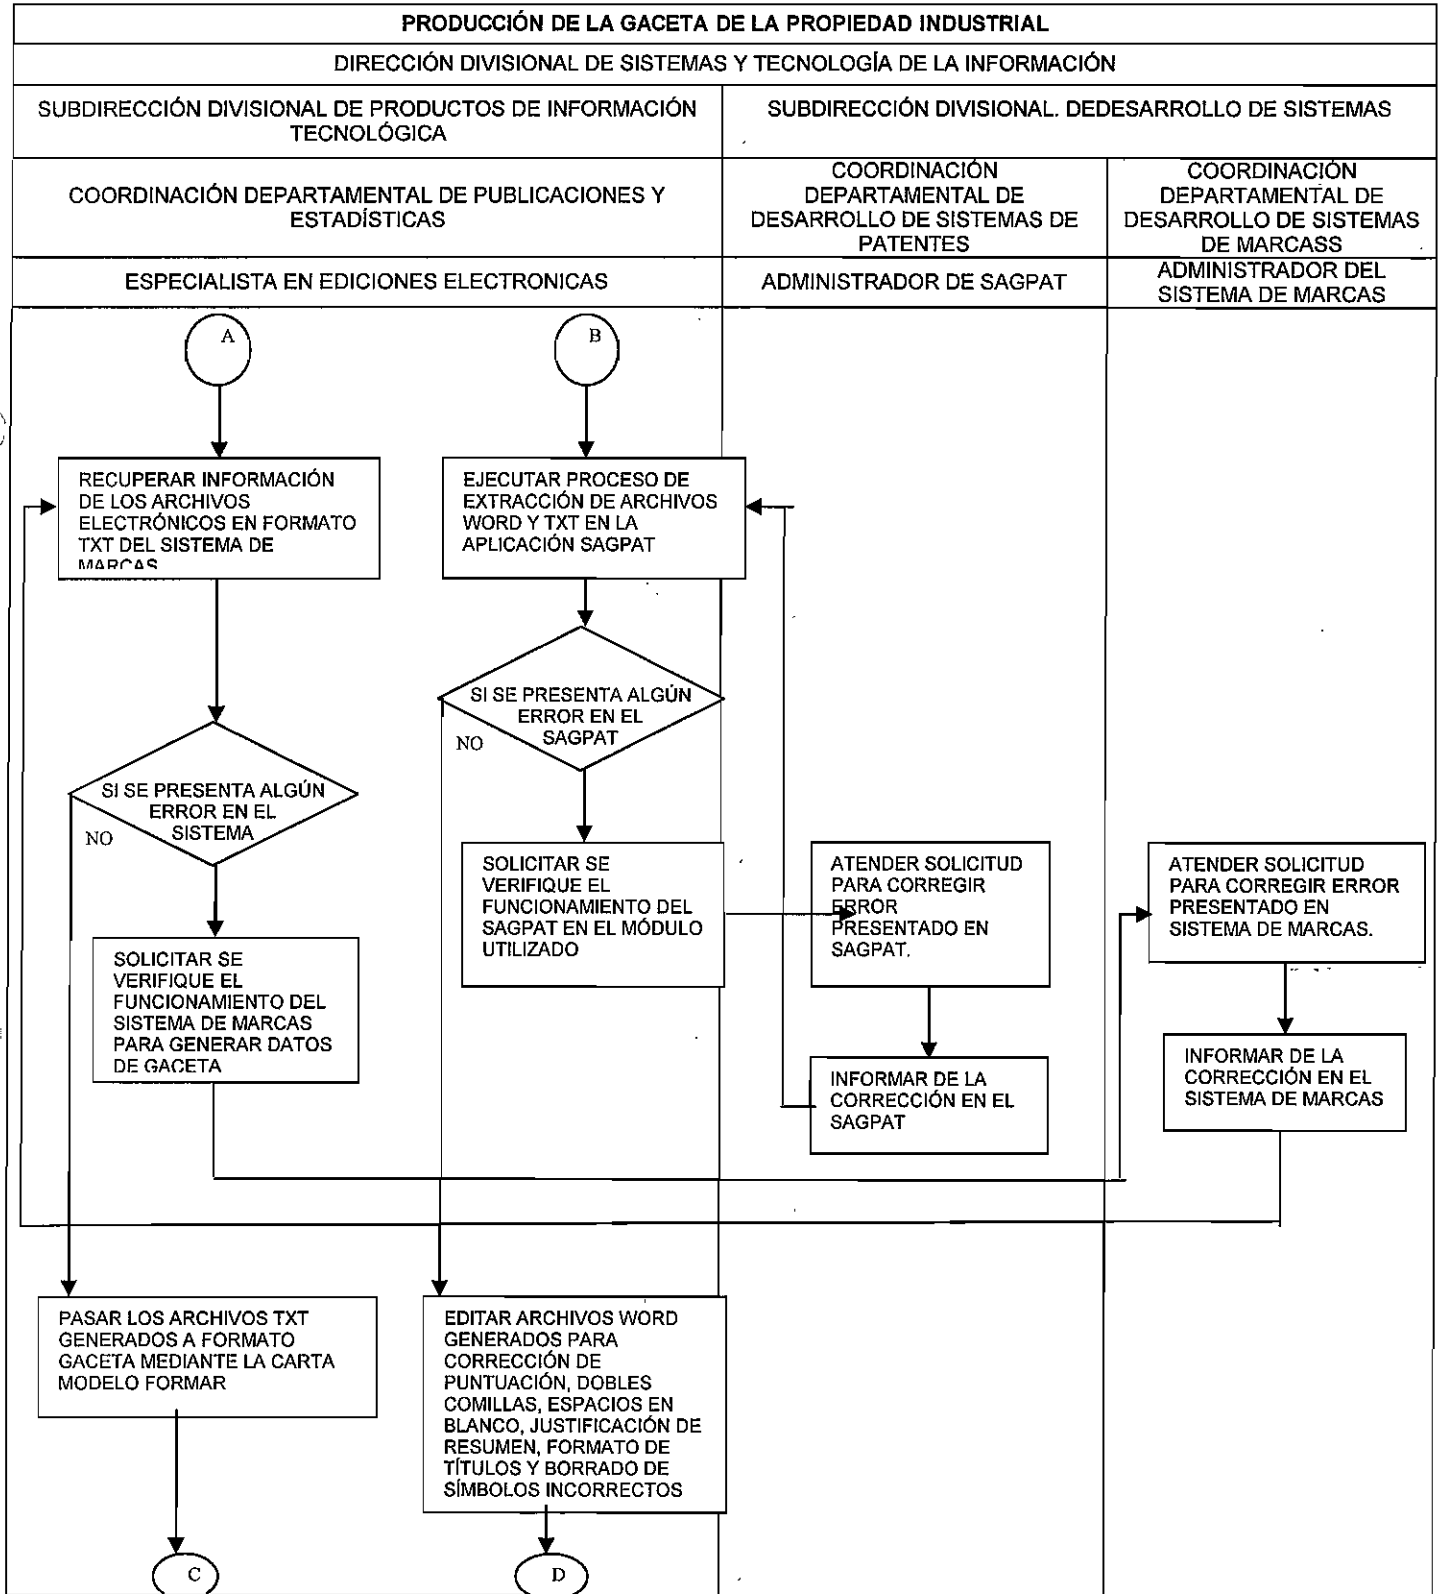 PRODUCCIÓN DE LA GACETA DE LA PROPIEDAD INDUSTRIAL
DIRECCIÓN DIVISIONAL DE SISTEMAS Y TECNOLOGÍA DE LA INFORMACIÓN
SUBDIRECCIÓN DIVISIONAL DE PRODUCTOS DE INFORMACIÓN
TECNOLÓGICA
SUBDIRECCIÓN DIVISIONAL. DEDESARROLLO DE SISTEMAS
COORDINACIÓN DEPARTAMENTAL DE PUBLICACIONES Y
ESTADÍSTICAS
COORDINACIÓN
DEPARTAMENTAL DE
DESARROLLO DE SISTEMAS DE
PATENTES
COORDINACIÓN
DEPARTAMENTAL DE
DESARROLLO DE SISTEMAS
DE MARCASS
ESPECIALISTA EN EDICIONES ELECTRONICAS
ADMINISTRADOR DE SAGPAT
ADMINISTRADOR DEL
SISTEMA DE MARCAS
A
B
RECUPERAR INFORMACIÓN
DE LOS ARCHIVOS
ELECTRÓNICOS EN FORMATO
TXT DEL SISTEMA DE
MARCAS
EJECUTAR PROCESO DE
EXTRACCIÓN DE ARCHIVOS
WORD Y TXT EN LA
APLICACIÓN SAGPAT
SI SE PRESENTA ALGÚN
ERROR EN EL
SAGPAT
NO
SI SE PRESENTA ALGÚN
ERROR EN EL
SISTEMA
NO
SOLICITAR SE
VERIFIQUE EL
FUNCIONAMIENTO DEL
SAGPAT EN EL MÓDULO
UTILIZADO
ATENDER SOLICITUD
PARA CORREGIR
ERROR
PRESENTADO EN
SAGPAT.
ATENDER SOLICITUD
PARA CORREGIR ERROR
PRESENTADO EN
SISTEMA DE MARCAS.
SOLICITAR SE
VERIFIQUE EL
FUNCIONAMIENTO DEL
SISTEMA DE MARCAS
PARA GENERAR DATOS
DE GACETA
INFORMAR DE LA
CORRECCIÓN EN EL
SAGPAT
INFORMAR DE LA
CORRECCIÓN EN EL
SISTEMA DE MARCAS
PASAR LOS ARCHIVOS TXT
GENERADOS A FORMATO
GACETA MEDIANTE LA CARTA
MODELO FORMAR
EDITAR ARCHIVOS WORD
GENERADOS PARA
CORRECCIÓN DE
PUNTUACIÓN, DOBLES
COMILLAS, ESPACIOS EN
BLANCO, JUSTIFICACIÓN DE
RESUMEN, FORMATO DE
TÍTULOS Y BORRADO DE
SÍMBOLOS INCORRECTOS
C
D